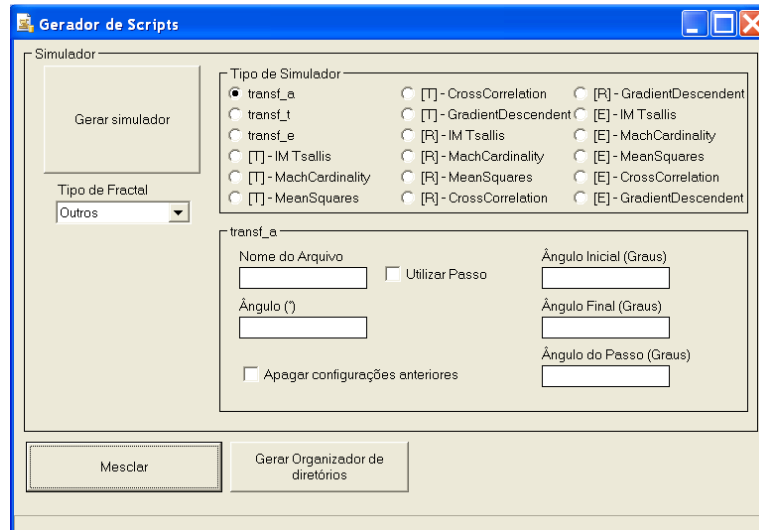 Gerador de Scripts
Simulador
Gerar simulador
Tipo de Fractal
Outros
Tipo de Simulador
transf_a
[T] - CrossCorrelation
[R] - GradientDescendent
transf_t
[T] - GradientDescendent
[E] - IM Tsallis
transf_e
[R] - IM Tsallis
[E] - MachCardinality
[T] - IM Tsallis
[R] - MachCardinality
[E] - MeanSquares
[T] - MachCardinality
[R] - MeanSquares
[E] - CrossCorrelation
[T] - MeanSquares
[R] - CrossCorrelation
[E] - GradientDescendent
transf_a
Nome do Arquivo
Utilizar Passo
Ângulo Inicial (Graus)
Ângulo (°)
Ângulo Final (Graus)
Ângulo do Passo (Graus)
Apagar configurações anteriores
Mesclar
Gerar Organizador de
diretórios